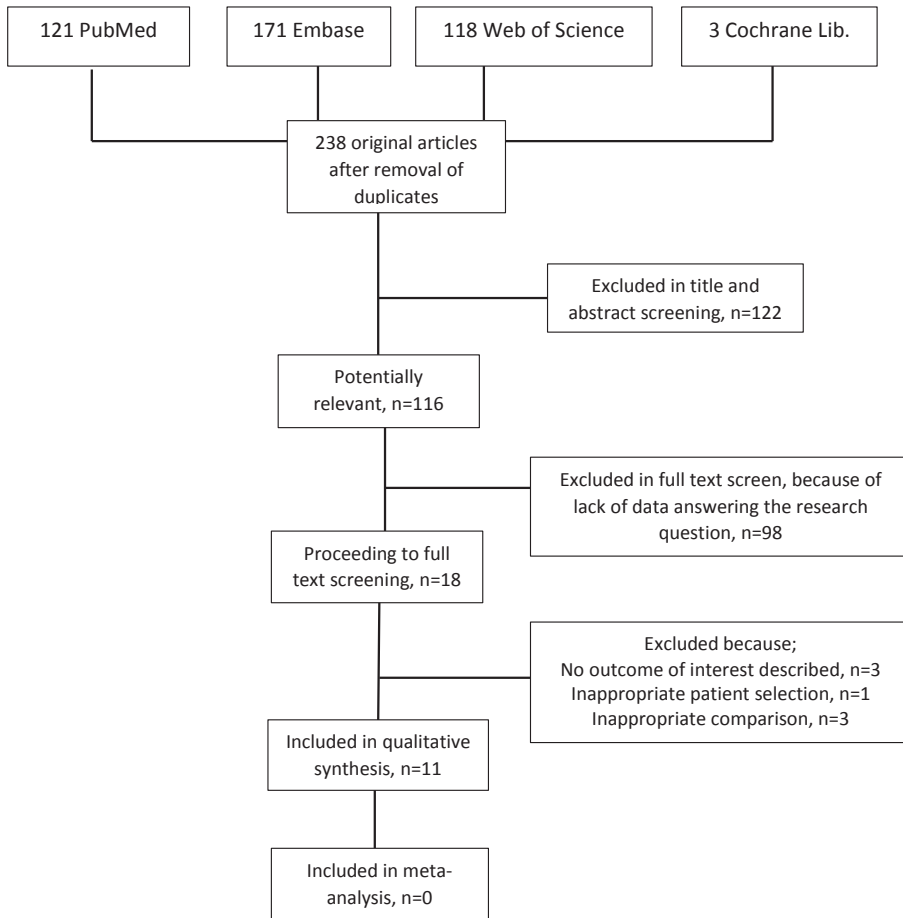 121 PubMed
171 Embase
118 Web of Science
3 Cochrane Lib.
238 original articles
after removal of
duplicates
Excluded in title and
abstract screening, n=122
Potentially
relevant, n=116
Excluded in full text screen, because of
lack of data answering the research
question, n=98
Proceeding to full
text screening, n=18
Excluded because;
No outcome of interest described, n=3
Inappropriate patient selection, n=1
Inappropriate comparison, n=3
Included in qualitative
synthesis, n=11
Included in meta-
analysis, n=0